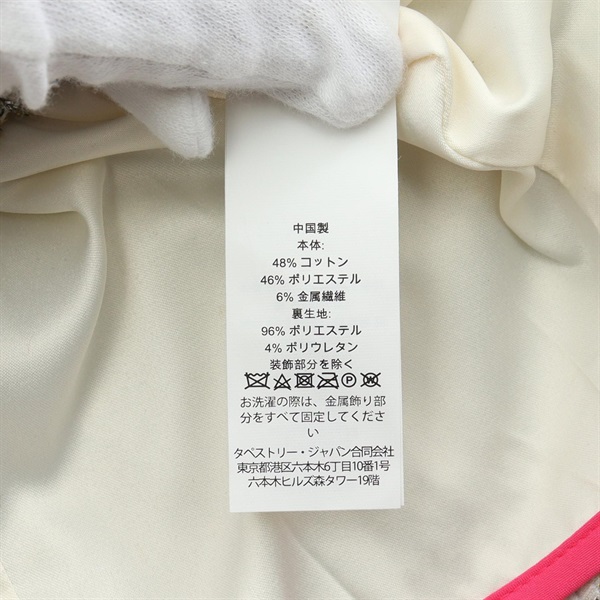 中国製
本体:
48% コットン
46% ポリエステル
6% 金属繊維
裏生地:
96% ポリエステル
4% ポリウレタン
装飾部分を除く
お洗濯の際は、金属飾り部
分をすべて固定してくださ
い
タペストリー・ジャパン合同会社
東京都港区六本木6丁目10番1号
六本木ヒルズ森タワー19階